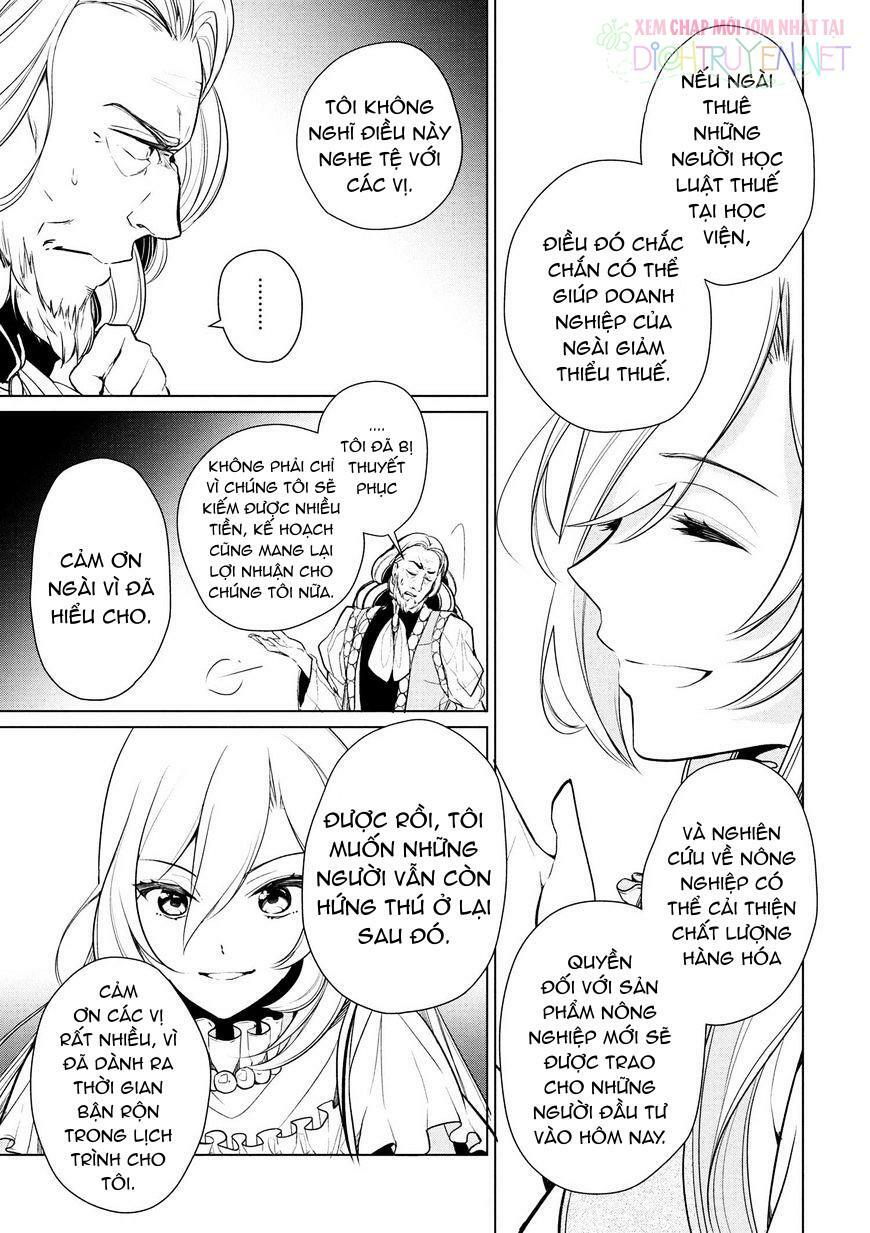 XEM CHAP MỚI SỚM NHẤT TẠI
DICHTRUYEN.NET
NẾU NGÀI
THUÊ
NHỮNG
NGƯỜI HỌC
LUẬT THUẾ
TẠI HỌC
VIỆN,
ĐIỀU ĐÓ CHẮC
CHẮN CÓ THỂ
GIÚP DOANH
NGHIỆP CỦA
NGÀI GIẢM
THIỂU THUẾ.
VÀ NGHIÊN
CỨU VỀ NÔNG
NGHIỆP CÓ
THỂ CẢI THIỆN
CHẤT LƯỢNG
HÀNG HÓA
QUYỀN
ĐỐI VỚI SẢN
PHẨM NÔNG
NGHIỆP MỚI SẼ
ĐƯỢC TRAO
CHO NHỮNG
NGƯỜI ĐẦU TƯ
VÀO HÔM NAY.
TÔI KHÔNG
NGHĨ ĐIỀU NÀY
NGHE TỆ VỚI
CÁC VỊ.
........
....
TÔI ĐÃ BỊ
THUYẾT
PHỤC
KHÔNG PHẢI CHỈ
VÌ CHÚNG TÔI SẼ
KIẾM ĐƯỢC NHIỀU
TIỀN, KẾ HOẠCH
CŨNG MANG LẠI
LỢI NHUẬN CHO
CHÚNG TÔI NỮA.
CẢM ƠN
NGÀI VÌ ĐÃ
HIỂU CHO.
ĐƯỢC RỒI, TÔI
MUỐN NHỮNG
NGƯỜI VẪN CÒN
HỨNG THÚ Ở LẠI
SAU ĐÓ.
CẢM
ƠN CÁC VỊ
RẤT NHIỀU, VÌ
ĐÃ DÀNH RA
THỜI GIAN
BẬN RỘN
TRONG LỊCH
TRÌNH CHO
TÔI.